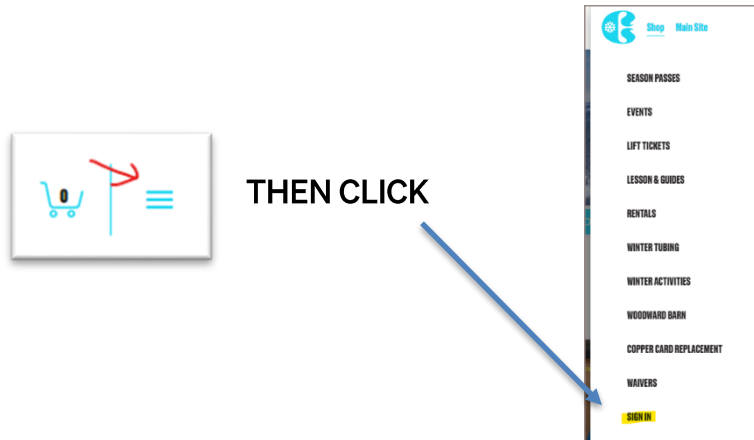 0
THEN CLICK
Shop Main Site
SEASON PASSES
EVENTS
LIFT TICKETS
LESSON & GUIDES
RENTALS
WINTER TUBING
WINTER ACTIVITIES
WOODWARD BARN
COPPER CARD REPLACEMENT
WAIVERS
SIGN IN